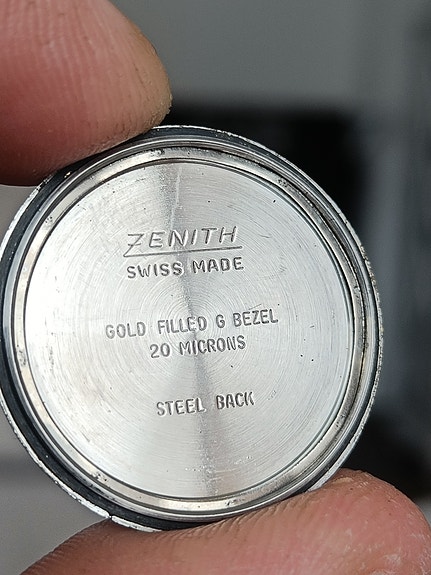 ZENITH
SWISS MADE
GOLD FILLED G BEZEL
20 MICRONS
STEEL BACK